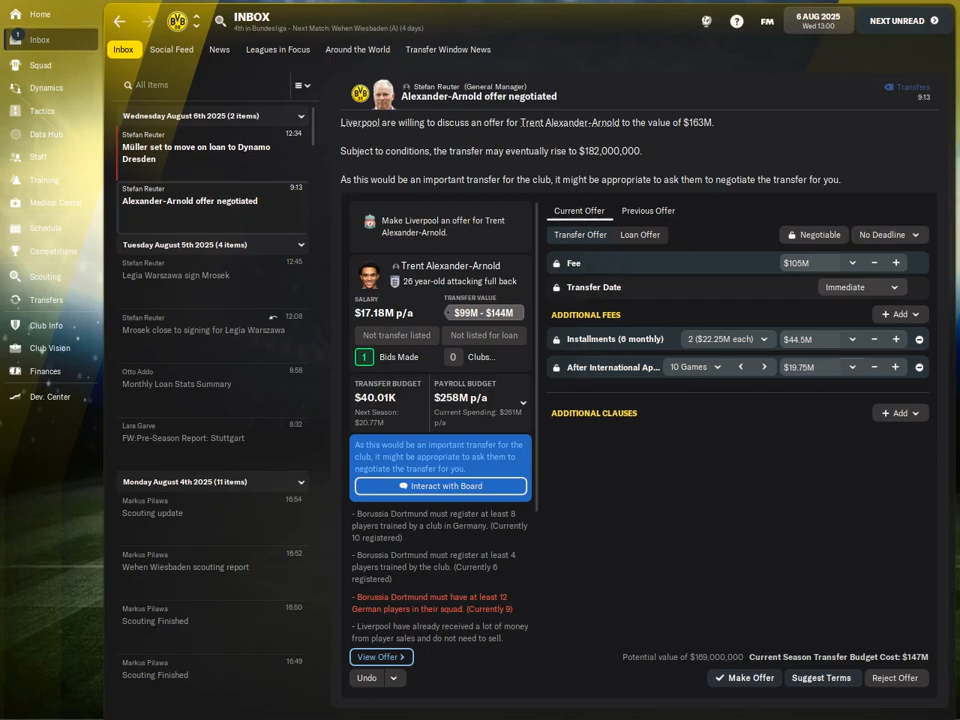 Home
1
Inbox
Squad
Dynamics
Tactics
Data Hub
Staff
Training
Medical Center
Schedule
Competitions
Scouting
Transfers
Club Info
Club Vision
Finances
Dev. Center
INBOX
4th in Bundesliga - Next Match: Wehen Wiesbaden (A) (4 days)
FM
6 AUG 2025
Wed 13:00
NEXT UNREAD
Inbox
Social Feed
News
Leagues in Focus
Around the World
Transfer Window News
All Items
Wednesday August 6th 2025 (2 items)
Stefan Reuter 12:34
Müller set to move on loan to Dynamo
Dresden
Stefan Reuter 9:13
Alexander-Arnold offer negotiated
Tuesday August 5th 2025 (4 items)
Stefan Reuter 12:45
Legia Warszawa sign Mrosek
Stefan Reuter 12:08
Mrosek close to signing for Legia Warszawa
Otto Addo 8:58
Monthly Loan Stats Summary
Lara Garve 8:32
FW:Pre-Season Report: Stuttgart
Monday August 4th 2025 (11 items)
Markus Pilawa 16:54
Scouting update
Markus Pilawa 16:52
Wehen Wiesbaden scouting report
Markus Pilawa 16:50
Scouting Finished
Markus Pilawa 16:49
Scouting Finished
Stefan Reuter (General Manager)
Alexander-Arnold offer negotiated
Transfers
9:13
Liverpool are willing to discuss an offer for Trent Alexander-Arnold to the value of $163M.
Subject to conditions, the transfer may eventually rise to $182,000,000.
As this would be an important transfer for the club, it might be appropriate to ask them to negotiate the transfer for you.
Make Liverpool an offer for Trent
Alexander-Arnold.
Trent Alexander-Arnold
26 year-old attacking full back
SALARY
$17.18M p/a
TRANSFER VALUE
$99M - $144M
Not transfer listed
Not listed for loan
1 Bids Made
0 Clubs...
TRANSFER BUDGET
$40.01K
Next Season:
$20.77M
PAYROLL BUDGET
$258M p/a
Current Spending: $261M
p/a
As this would be an important transfer for the
club, it might be appropriate to ask them to
negotiate the transfer for you.
Interact with Board
- Borussia Dortmund must register at least 8
players trained by a club in Germany. (Currently
10 registered)
- Borussia Dortmund must register at least 4
players trained by the club. (Currently 6
registered)
- Borussia Dortmund must have at least 12
German players in their squad. (Currently 9)
- Liverpool have already received a lot of money
from player sales and do not need to sell.
View Offer
Undo
Current Offer
Previous Offer
Transfer Offer
Loan Offer
Negotiable
No Deadline
Fee
$105M
Transfer Date
Immediate
ADDITIONAL FEES
Add
Installments (6 monthly)
2 ($22.25M each)
$44.5M
After International Ap...
10 Games
$19.75M
ADDITIONAL CLAUSES
Add
Potential value of $169,000,000 Current Season Transfer Budget Cost: $147M
Make Offer
Suggest Terms
Reject Offer